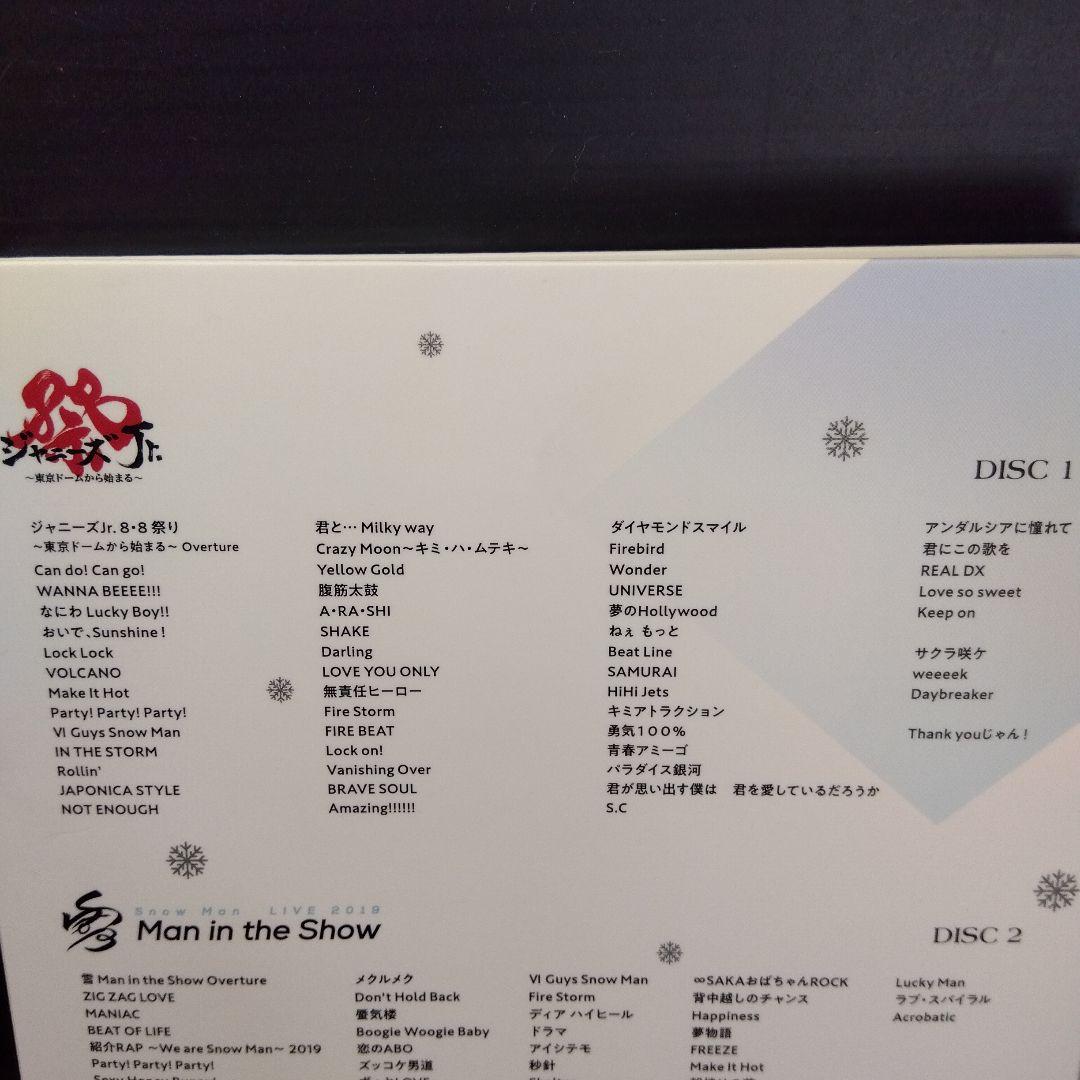 祭
ジャニーズJr.
～東京ドームから始まる～
DISC 1
ジャニーズJr. 8・8 祭り
～東京ドームから始まる～ Overture
Can do! Can go!
WANNA BEEEE!!!
なにわ Lucky Boy!!
おいで、Sunshine!
Lock Lock
VOLCANO
Make It Hot
Party! Party! Party!
VI Guys Snow Man
IN THE STORM
Rollin'
JAPONICA STYLE
NOT ENOUGH
君と… Milky way
Crazy Moon～キミ・ハ・ムテキ～
Yellow Gold
腹筋太鼓
A・RA・SHI
SHAKE
Darling
LOVE YOU ONLY
無責任ヒーロー
Fire Storm
FIRE BEAT
Lock on!
Vanishing Over
BRAVE SOUL
Amazing!!!!!!
ダイヤモンドスマイル
Firebird
Wonder
UNIVERSE
夢のHollywood
ねぇ もっと
Beat Line
SAMURAI
HiHi Jets
キミアトラクション
勇気100%
青春アミーゴ
パラダイス銀河
君が思い出す僕は 君を愛しているだろうか
S.C
アンダルシアに憧れて
君にこの歌を
REAL DX
Love so sweet
Keep on
サクラ咲ケ
weeeek
Daybreaker
Thank youじゃん!
雪
Snow Man LIVE 2019
Man in the Show
DISC 2
雪 Man in the Show Overture
ZIG ZAG LOVE
MANIAC
BEAT OF LIFE
紹介RAP ～We are Snow Man～ 2019
Party! Party! Party!
メクルメク
Don't Hold Back
蜃気楼
Boogie Woogie Baby
恋のABO
ズッコケ男道
VI Guys Snow Man
Fire Storm
ディア ハイヒール
ドラマ
アイシテモ
秒針
∞SAKAおばちゃんROCK
背中越しのチャンス
Happiness
夢物語
FREEZE
Make It Hot
Lucky Man
ラブ・スパイラル
Acrobatic